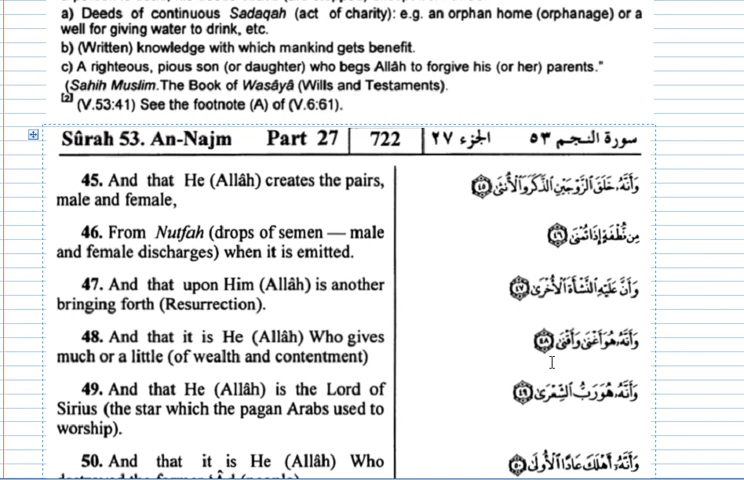 a) Deeds of continuous Sadaqah (act of charity): e.g. an orphan home (orphanage) or a
well for giving water to drink, etc.
b) (Written) knowledge with which mankind gets benefit.
c) A righteous, pious son (or daughter) who begs Allâh to forgive his (or her) parents."
(Sahih Muslim.The Book of Wasâyâ (Wills and Testaments).
[2] (V.53:41) See the footnote (A) of (V.6:61).
Sûrah 53. An-Najm Part 27 722 الجزء ٢٧ سورة النجم ٥٣
45. And that He (Allâh) creates the pairs,
male and female,
وَأَنَّهُۥ خَلَقَ ٱلزَّوْجَيْنِ ٱلذَّكَرَ وَٱلْأُنثَىٰ ٤٥
46. From Nutfah (drops of semen — male
and female discharges) when it is emitted.
مِن نُّطْفَةٍ إِذَا تُمْنَىٰ ٤٦
47. And that upon Him (Allâh) is another
bringing forth (Resurrection).
وَأَنَّ عَلَيْهِ ٱلنَّشْأَةَ ٱلْأُخْرَىٰ ٤٧
48. And that it is He (Allâh) Who gives
much or a little (of wealth and contentment)
وَأَنَّهُۥ هُوَ أَغْنَىٰ وَأَقْنَىٰ ٤٨
49. And that He (Allâh) is the Lord of
Sirius (the star which the pagan Arabs used to
worship).
وَأَنَّهُۥ هُوَ رَبُّ ٱلشِّعْرَىٰ ٤٩
50. And that it is He (Allâh) Who
وَأَنَّهُۥٓ أَهْلَكَ عَادًا ٱلْأُولَىٰ ٥٠